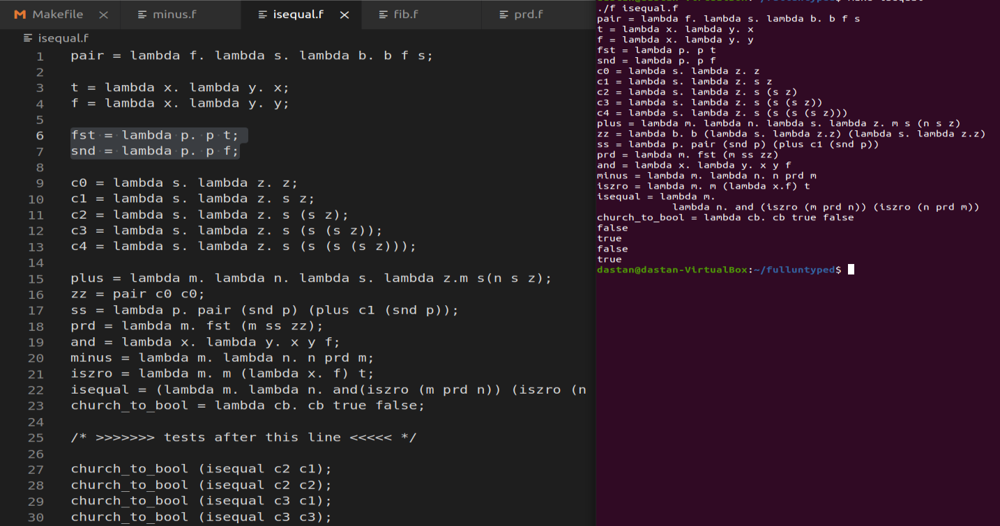 Makefile × minus.f isequal.f × fib.f prd.f
isequal.f
1 pair = lambda f. lambda s. lambda b. b f s;
2
3 t = lambda x. lambda y. x;
4 f = lambda x. lambda y. y;
5
6 fst = lambda p. p t;
7 snd = lambda p. p f;
8
9 c0 = lambda s. lambda z. z;
10 c1 = lambda s. lambda z. s z;
11 c2 = lambda s. lambda z. s (s z);
12 c3 = lambda s. lambda z. s (s (s z));
13 c4 = lambda s. lambda z. s (s (s (s z)));
14
15 plus = lambda m. lambda n. lambda s. lambda z.m s(n s z);
16 zz = pair c0 c0;
17 ss = lambda p. pair (snd p) (plus c1 (snd p));
18 prd = lambda m. fst (m ss zz);
19 and = lambda x. lambda y. x y f;
20 minus = lambda m. lambda n. n prd m;
21 iszro = lambda m. m (lambda x. f) t;
22 isequal = (lambda m. lambda n. and(iszro (m prd n)) (iszro (n
23 church_to_bool = lambda cb. cb true false;
24
25 /* >>>>>>> tests after this line <<<<< */
26
27 church_to_bool (isequal c2 c1);
28 church_to_bool (isequal c2 c2);
29 church_to_bool (isequal c3 c1);
30 church_to_bool (isequal c3 c3);
./f isequal.f
pair = lambda f. lambda s. lambda b. b f s
t = lambda x. lambda y. x
f = lambda x. lambda y. y
fst = lambda p. p t
snd = lambda p. p f
c0 = lambda s. lambda z. z
c1 = lambda s. lambda z. s z
c2 = lambda s. lambda z. s (s z)
c3 = lambda s. lambda z. s (s (s z))
c4 = lambda s. lambda z. s (s (s (s z)))
plus = lambda m. lambda n. lambda s. lambda z. m s (n s z)
zz = lambda b. b (lambda s. lambda z.z) (lambda s. lambda z.z)
ss = lambda p. pair (snd p) (plus c1 (snd p))
prd = lambda m. fst (m ss zz)
and = lambda x. lambda y. x y f
minus = lambda m. lambda n. n prd m
iszro = lambda m. m (lambda x.f) t
isequal = lambda m.
lambda n. and (iszro (m prd n)) (iszro (n prd m))
church_to_bool = lambda cb. cb true false
false
true
false
true
dastan@dastan-VirtualBox:~/fulluntyped$